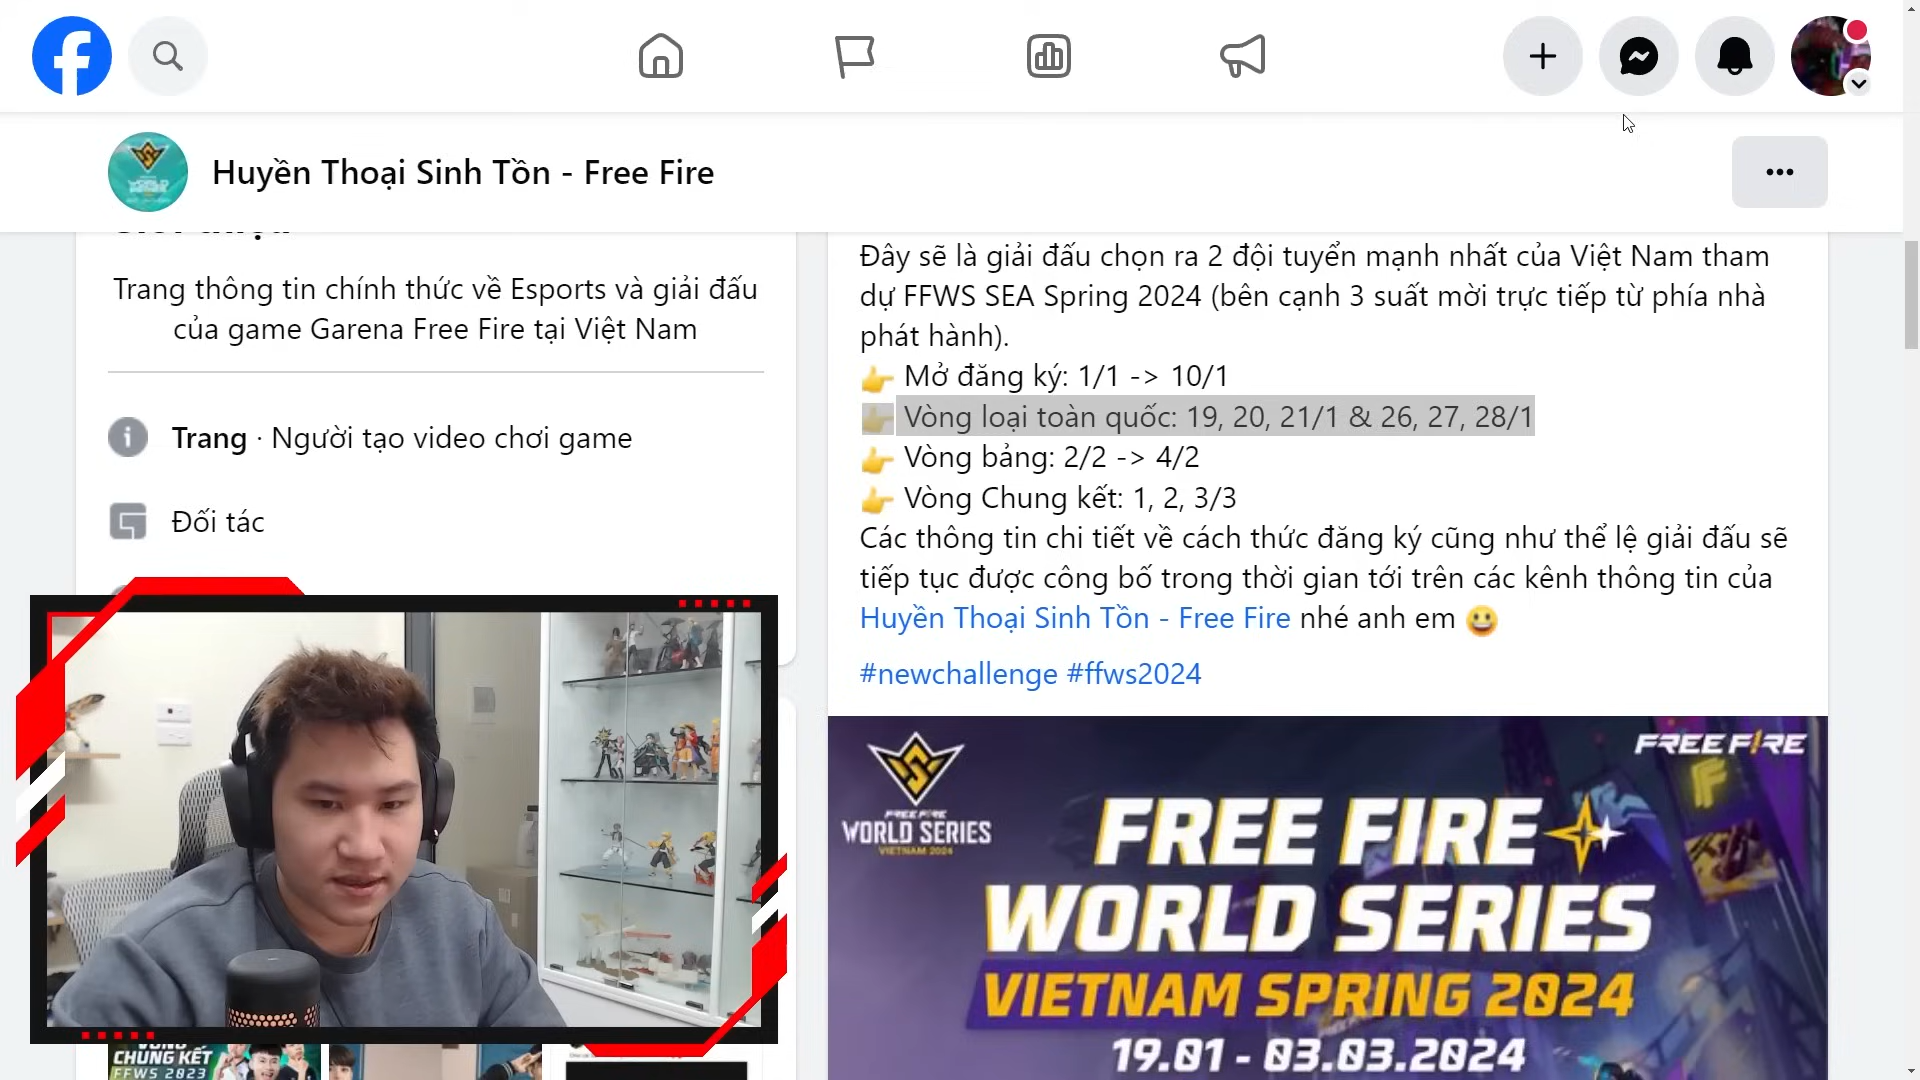 Huyền Thoại Sinh Tồn - Free Fire
Trang thông tin chính thức về Esports và giải đấu
của game Garena Free Fire tại Việt Nam
Trang · Người tạo video chơi game
Đối tác
Đây sẽ là giải đấu chọn ra 2 đội tuyển mạnh nhất của Việt Nam tham
dự FFWS SEA Spring 2024 (bên cạnh 3 suất mời trực tiếp từ phía nhà
phát hành).
👉 Mở đăng ký: 1/1 -> 10/1
👉 Vòng loại toàn quốc: 19, 20, 21/1 & 26, 27, 28/1
👉 Vòng bảng: 2/2 -> 4/2
👉 Vòng Chung kết: 1, 2, 3/3
Các thông tin chi tiết về cách thức đăng ký cũng như thể lệ giải đấu sẽ
tiếp tục được công bố trong thời gian tới trên các kênh thông tin của
Huyền Thoại Sinh Tồn - Free Fire nhé anh em 😀
#newchallenge #ffws2024
FREE FIRE
FREE FIRE
WORLD SERIES
VIETNAM 2024
FREE FIRE
WORLD SERIES
VIETNAM SPRING 2024
19.01 - 03.03.2024
VÒNG
CHUNG KẾT
FFWS 2023